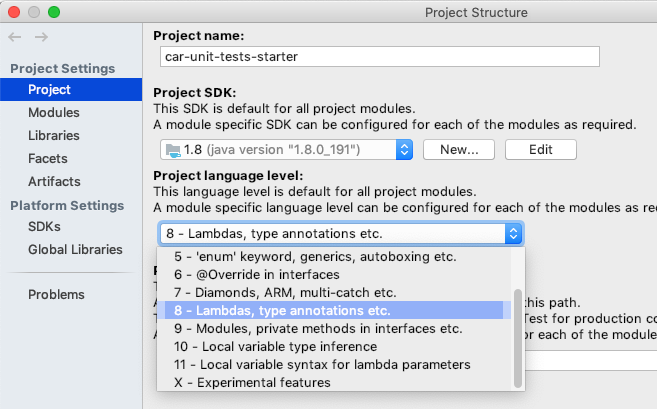 Project Structure
Project Settings
Project
Modules
Libraries
Facets
Artifacts
Platform Settings
SDKs
Global Libraries
Problems
Project name:
car-unit-tests-starter
Project SDK:
This SDK is default for all project modules.
A module specific SDK can be configured for each of the modules as required.
1.8 (java version "1.8.0_191")
New...
Edit
Project language level:
This language level is default for all project modules.
A module specific language level can be configured for each of the modules as re
8 - Lambdas, type annotations etc.
5 - 'enum' keyword, generics, autoboxing etc.
6 - @Override in interfaces
7 - Diamonds, ARM, multi-catch etc.
8 - Lambdas, type annotations etc.
9 - Modules, private methods in interfaces etc.
10 - Local variable type inference
11 - Local variable syntax for lambda parameters
X - Experimental features
this path.
Test for production co
or each of the module